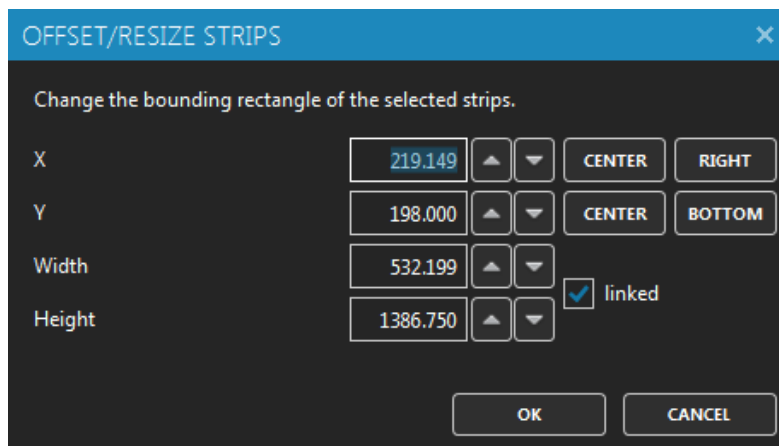 OFFSET/RESIZE STRIPS
Change the bounding rectangle of the selected strips.
X 219.149 CENTER RIGHT
Y 198.000 CENTER BOTTOM
Width 532.199
linked
Height 1386.750
OK CANCEL